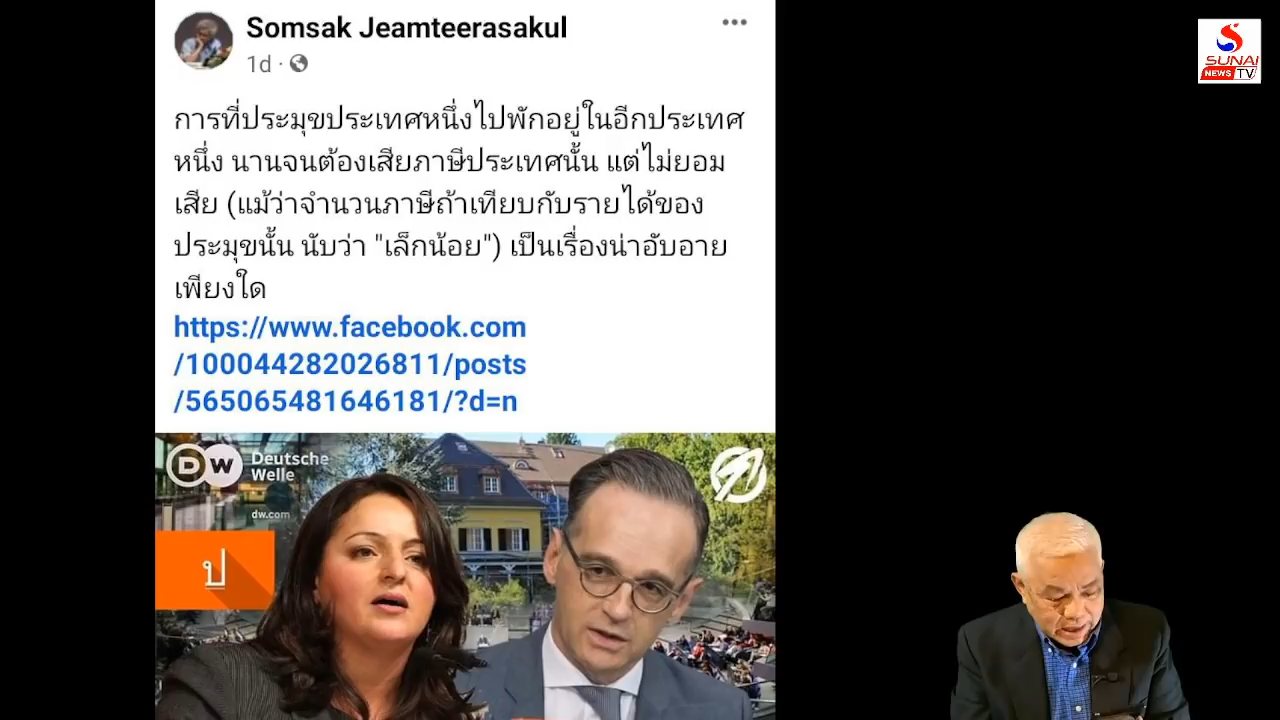 Somsak Jeamteerasakul
1d
การที่ประมุขประเทศหนึ่งไปพักอยู่ในอีกประเทศ
หนึ่ง นานจนต้องเสียภาษีประเทศนั้น แต่ไม่ยอม
เสีย (แม้ว่าจำนวนภาษีถ้าเทียบกับรายได้ของ
ประมุขนั้น นับว่า "เล็กน้อย") เป็นเรื่องน่าอับอาย
เพียงใด
https://www.facebook.com
/100044282026811/posts
/565065481646181/?d=n
DW Deutsche
Welle
dw.com
ป
S
SUNAI
NEWS TV